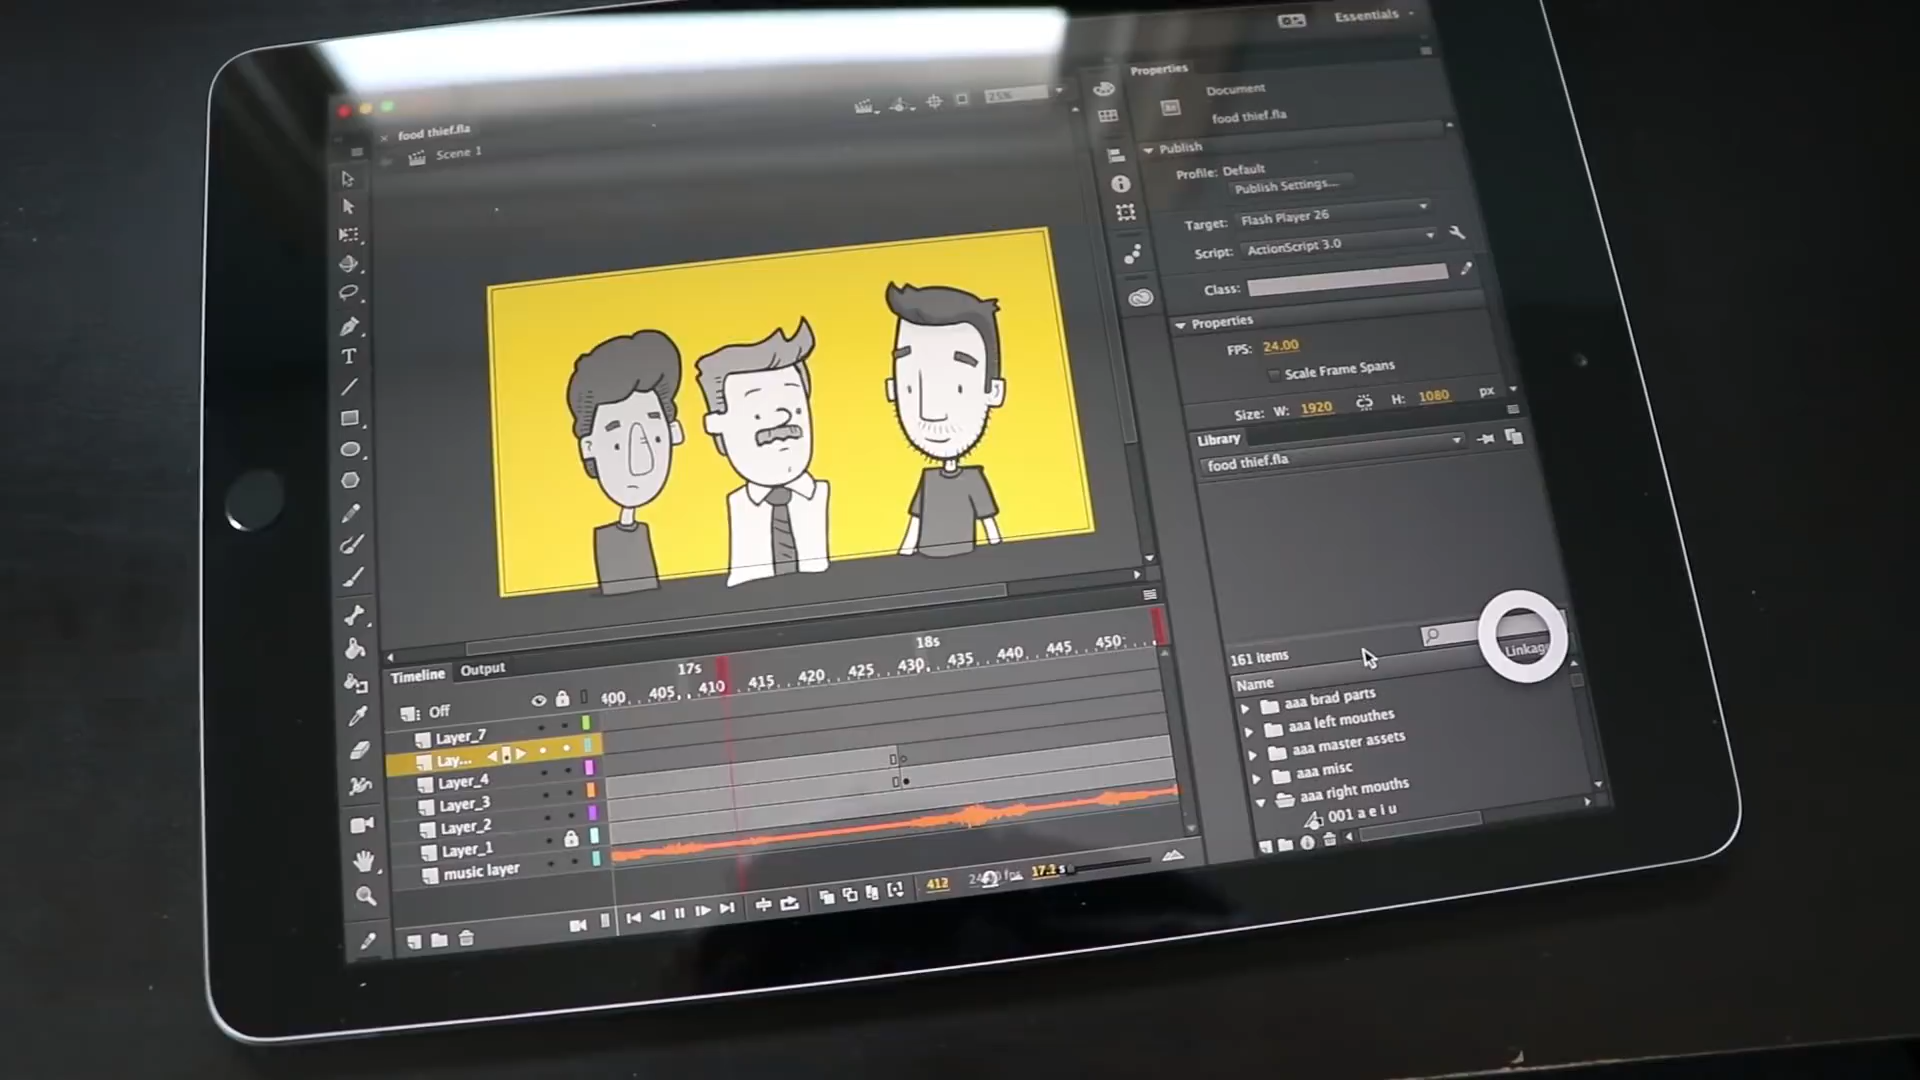 Essentials
25%
food thief.fla
Scene 1
Properties
Document
food thief.fla
Publish
Profile: Default
Publish Settings...
Target: Flash Player 26
Script: ActionScript 3.0
Class:
Properties
FPS: 24.00
Scale Frame Spans
Size: W: 1920 H: 1080 px
Library
food thief.fla
161 items
Linkage
Name
aaa brad parts
aaa left mouthes
aaa master assets
aaa misc
aaa right mouths
001 a e i u
T
Timeline
Output
17s
18s
400 405 410 415 420 425 430 435 440 445 450
Off
Layer_7
Lay...
Layer_4
Layer_3
Layer_2
Layer_1
music layer
412